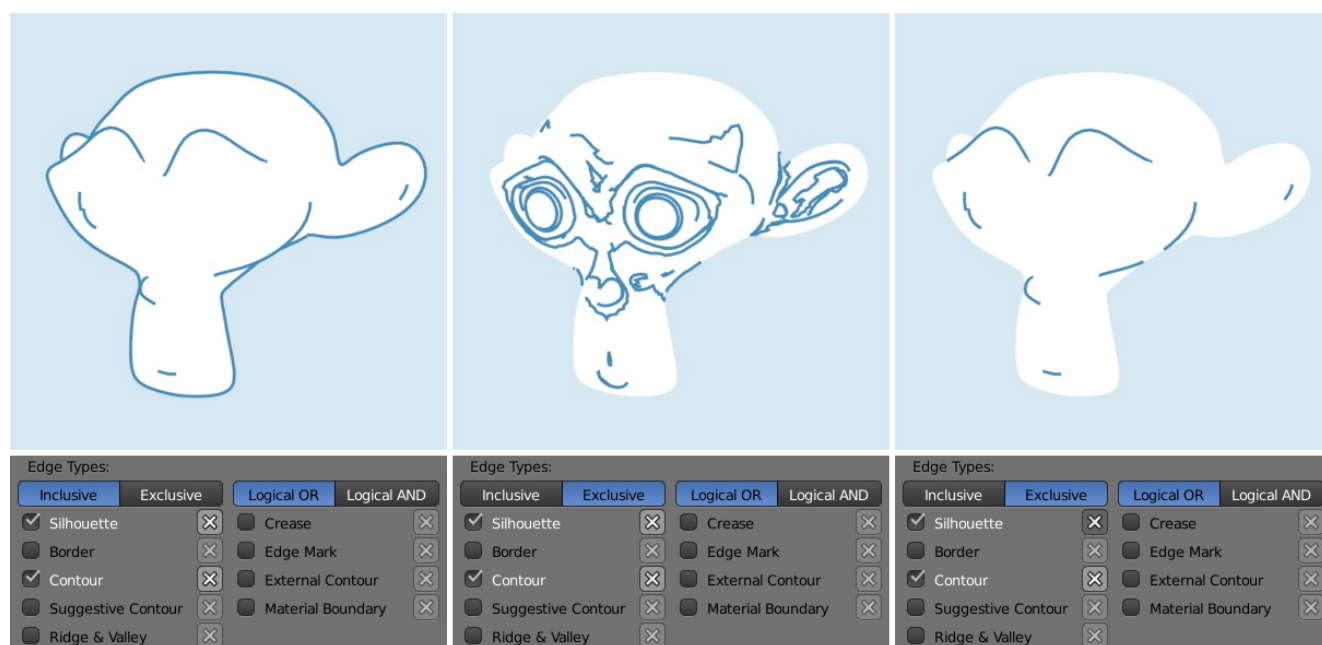 Edge Types:
Inclusive Exclusive Logical OR Logical AND
Silhouette Crease
Border Edge Mark
Contour External Contour
Suggestive Contour Material Boundary
Ridge & Valley
Edge Types:
Inclusive Exclusive Logical OR Logical AND
Silhouette Crease
Border Edge Mark
Contour External Contour
Suggestive Contour Material Boundary
Ridge & Valley
Edge Types:
Inclusive Exclusive Logical OR Logical AND
Silhouette Crease
Border Edge Mark
Contour External Contour
Suggestive Contour Material Boundary
Ridge & Valley